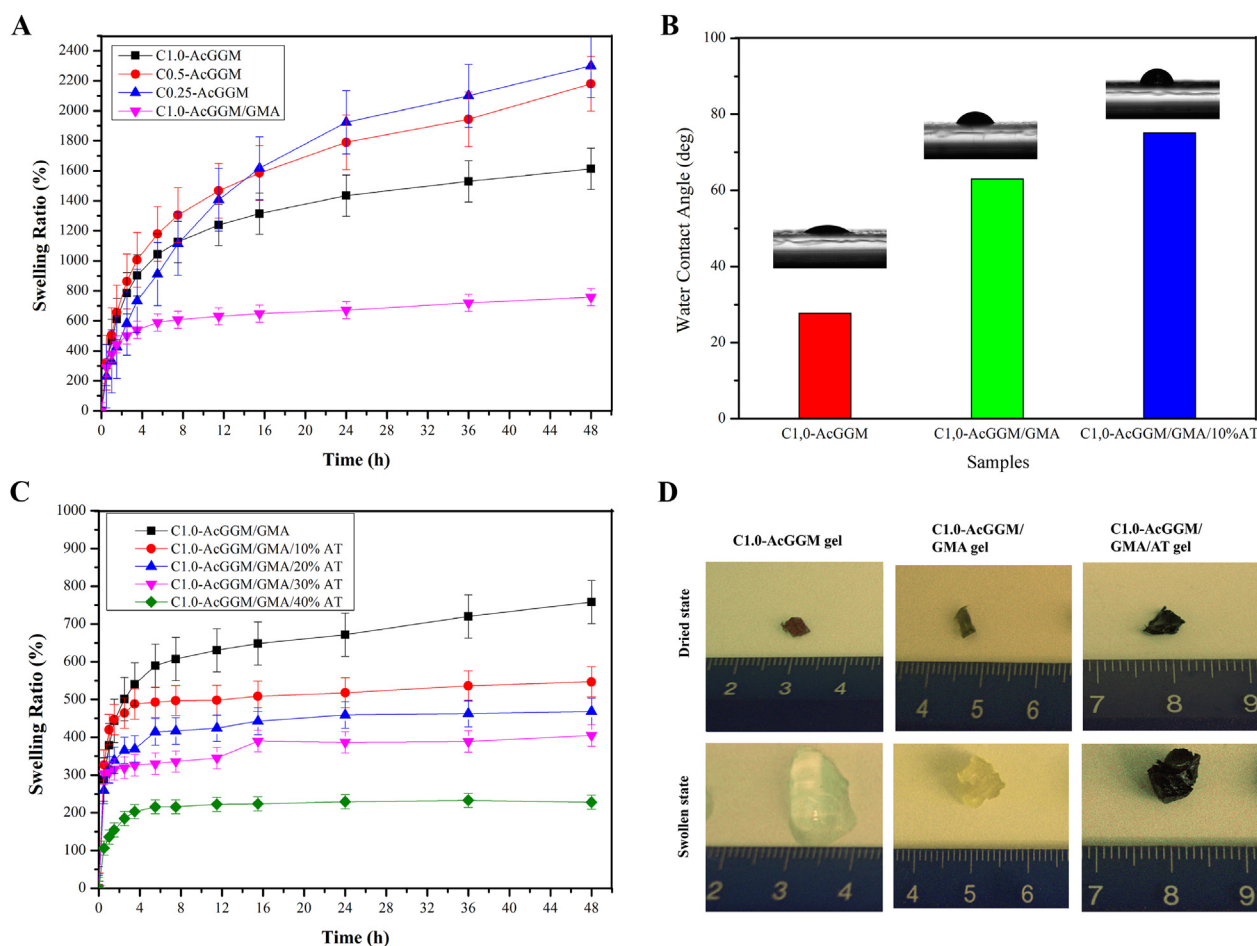 A
Swelling Ratio (%)
2400
2200
2000
1800
1600
1400
1200
1000
800
600
400
200
0
C1.0-AcGGM
C0.5-AcGGM
C0.25-AcGGM
C1.0-AcGGM/GMA
0 4 8 12 16 20 24 28 32 36 40 44 48
Time (h)
B
Water Contact Angle (deg)
100
80
60
40
20
0
C1,0-AcGGM C1,0-AcGGM/GMA C1,0-AcGGM/GMA/10%AT
Samples
C
Swelling Ratio (%)
1000
900
800
700
600
500
400
300
200
100
0
C1.0-AcGGM/GMA
C1.0-AcGGM/GMA/10% AT
C1.0-AcGGM/GMA/20% AT
C1.0-AcGGM/GMA/30% AT
C1.0-AcGGM/GMA/40% AT
0 4 8 12 16 20 24 28 32 36 40 44 48
Time (h)
D
C1.0-AcGGM gel
C1.0-AcGGM/
GMA gel
C1.0-AcGGM/
GMA/AT gel
Dried state
2 3 4
4 5 6
7 8 9
Swollen state
2 3 4
4 5 6
7 8 9